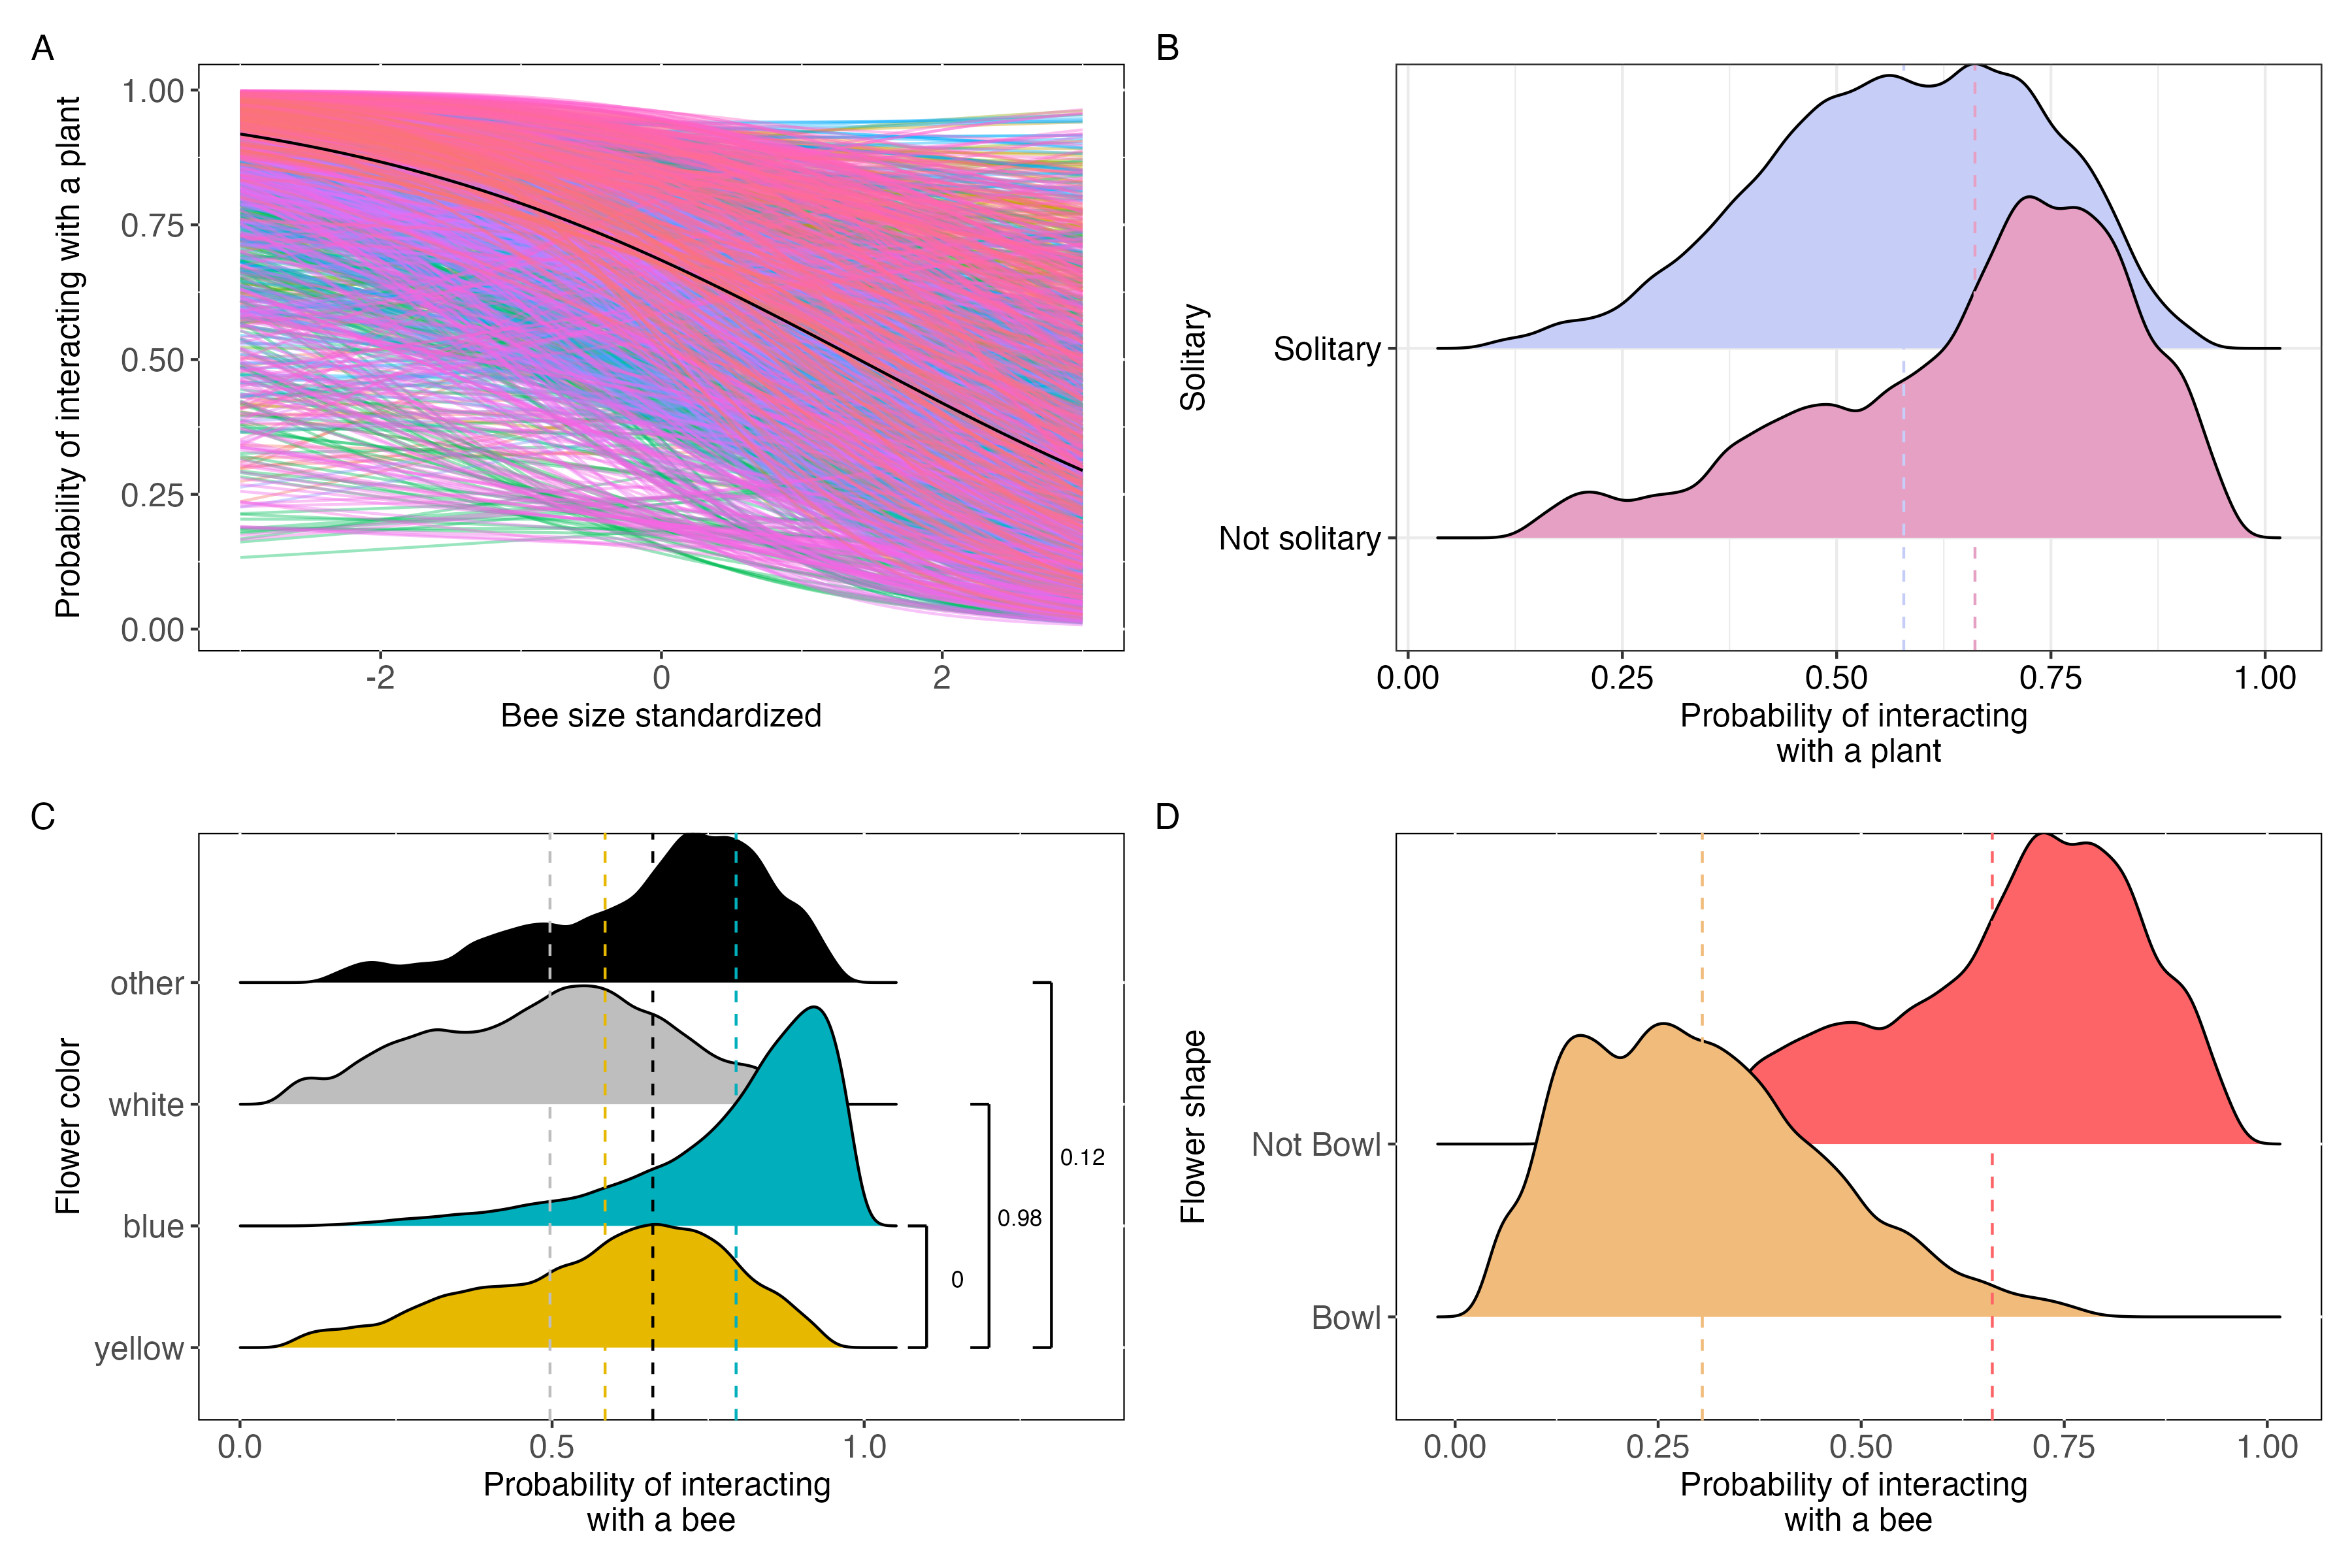 A
Probability of interacting with a plant
1.00
0.75
0.50
0.25
0.00
-2 0 2
Bee size standardized
B
Solitary
Solitary
Not solitary
0.00 0.25 0.50 0.75 1.00
Probability of interacting
with a plant
C
Flower color
other
white
blue
yellow
0.12
0.98
0
0.0 0.5 1.0
Probability of interacting
with a bee
D
Flower shape
Not Bowl
Bowl
0.00 0.25 0.50 0.75 1.00
Probability of interacting
with a bee